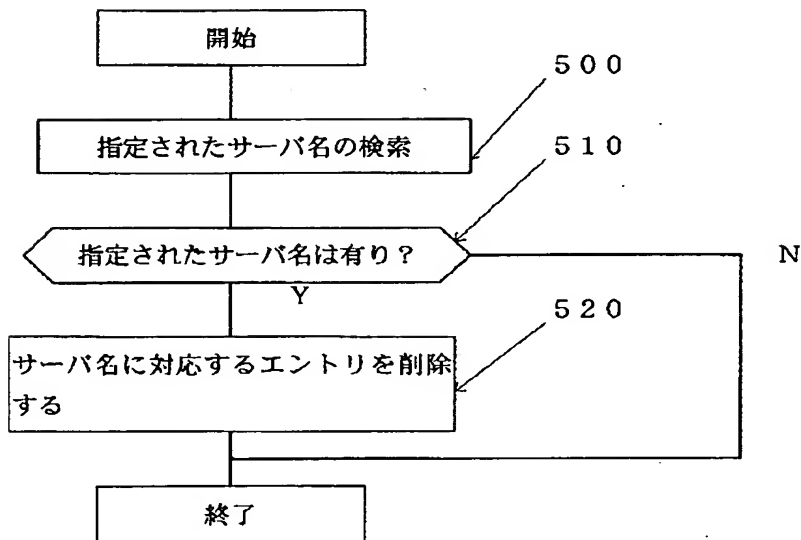 開始
５００
指定されたサーバ名の検索
５１０
指定されたサーバ名は有り？
N
Y
５２０
サーバ名に対応するエントリを削除
する
終了